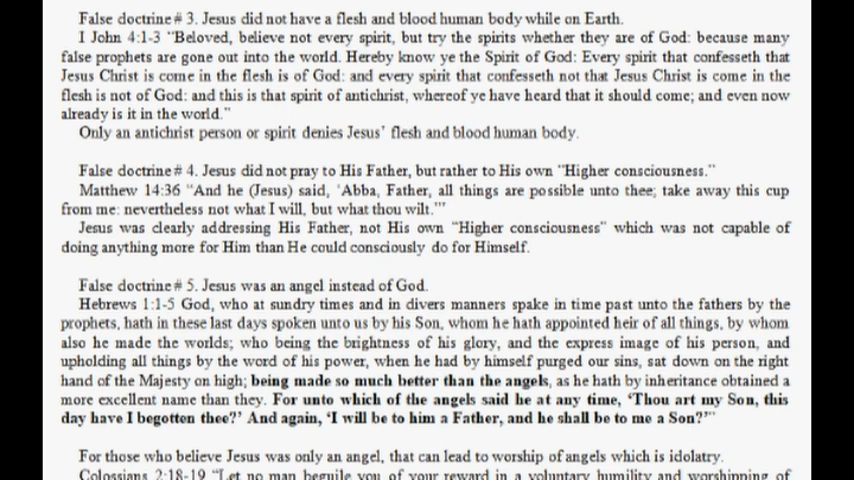 False doctrine # 3. Jesus did not have a flesh and blood human body while on Earth.
I John 4:1-3 "Beloved, believe not every spirit, but try the spirits whether they are of God: because many
false prophets are gone out into the world. Hereby know ye the Spirit of God: Every spirit that confesseth that
Jesus Christ is come in the flesh is of God: and every spirit that confesseth not that Jesus Christ is come in the
flesh is not of God: and this is that spirit of antichrist, whereof ye have heard that it should come; and even now
already is it in the world."
Only an antichrist person or spirit denies Jesus' flesh and blood human body.
False doctrine # 4. Jesus did not pray to His Father, but rather to His own "Higher consciousness."
Matthew 14:36 "And he (Jesus) said, 'Abba, Father, all things are possible unto thee; take away this cup
from me: nevertheless not what I will, but what thou wilt.'"
Jesus was clearly addressing His Father, not His own "Higher consciousness" which was not capable of
doing anything more for Him than He could consciously do for Himself.
False doctrine # 5. Jesus was an angel instead of God.
Hebrews 1:1-5 God, who at sundry times and in divers manners spake in time past unto the fathers by the
prophets, hath in these last days spoken unto us by his Son, whom he hath appointed heir of all things, by whom
also he made the worlds; who being the brightness of his glory, and the express image of his person, and
upholding all things by the word of his power, when he had by himself purged our sins, sat down on the right
hand of the Majesty on high; being made so much better than the angels, as he hath by inheritance obtained a
more excellent name than they. For unto which of the angels said he at any time, 'Thou art my Son, this
day have I begotten thee?' And again, 'I will be to him a Father, and he shall be to me a Son?'"
For those who believe Jesus was only an angel, that can lead to worship of angels which is idolatry.
Colossians 2:18-19 "Let no man beguile you of your reward in a voluntary humility and worshipping of